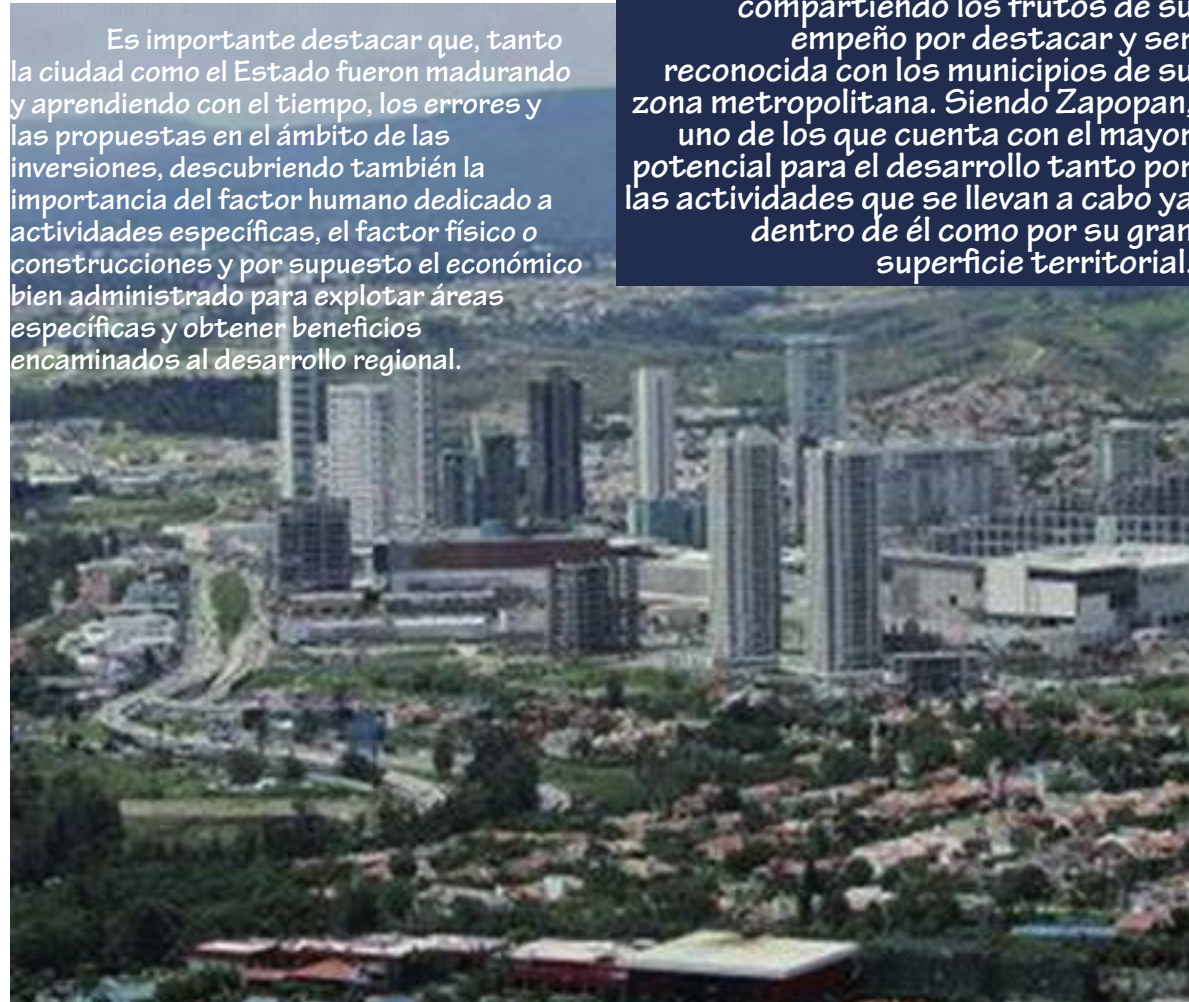 Es importante destacar que, tanto
la ciudad como el Estado fueron madurando
y aprendiendo con el tiempo, los errores y
las propuestas en el ámbito de las
inversiones, descubriendo también la
importancia del factor humano dedicado a
actividades específicas, el factor físico o
construcciones y por supuesto el económico
bien administrado para explotar áreas
específicas y obtener beneficios
encaminados al desarrollo regional.
compartiendo los frutos de su
empeño por destacar y ser
reconocida con los municipios de su
zona metropolitana. Siendo Zapopan,
uno de los que cuenta con el mayor
potencial para el desarrollo tanto por
las actividades que se llevan a cabo ya
dentro de él como por su gran
superficie territorial.